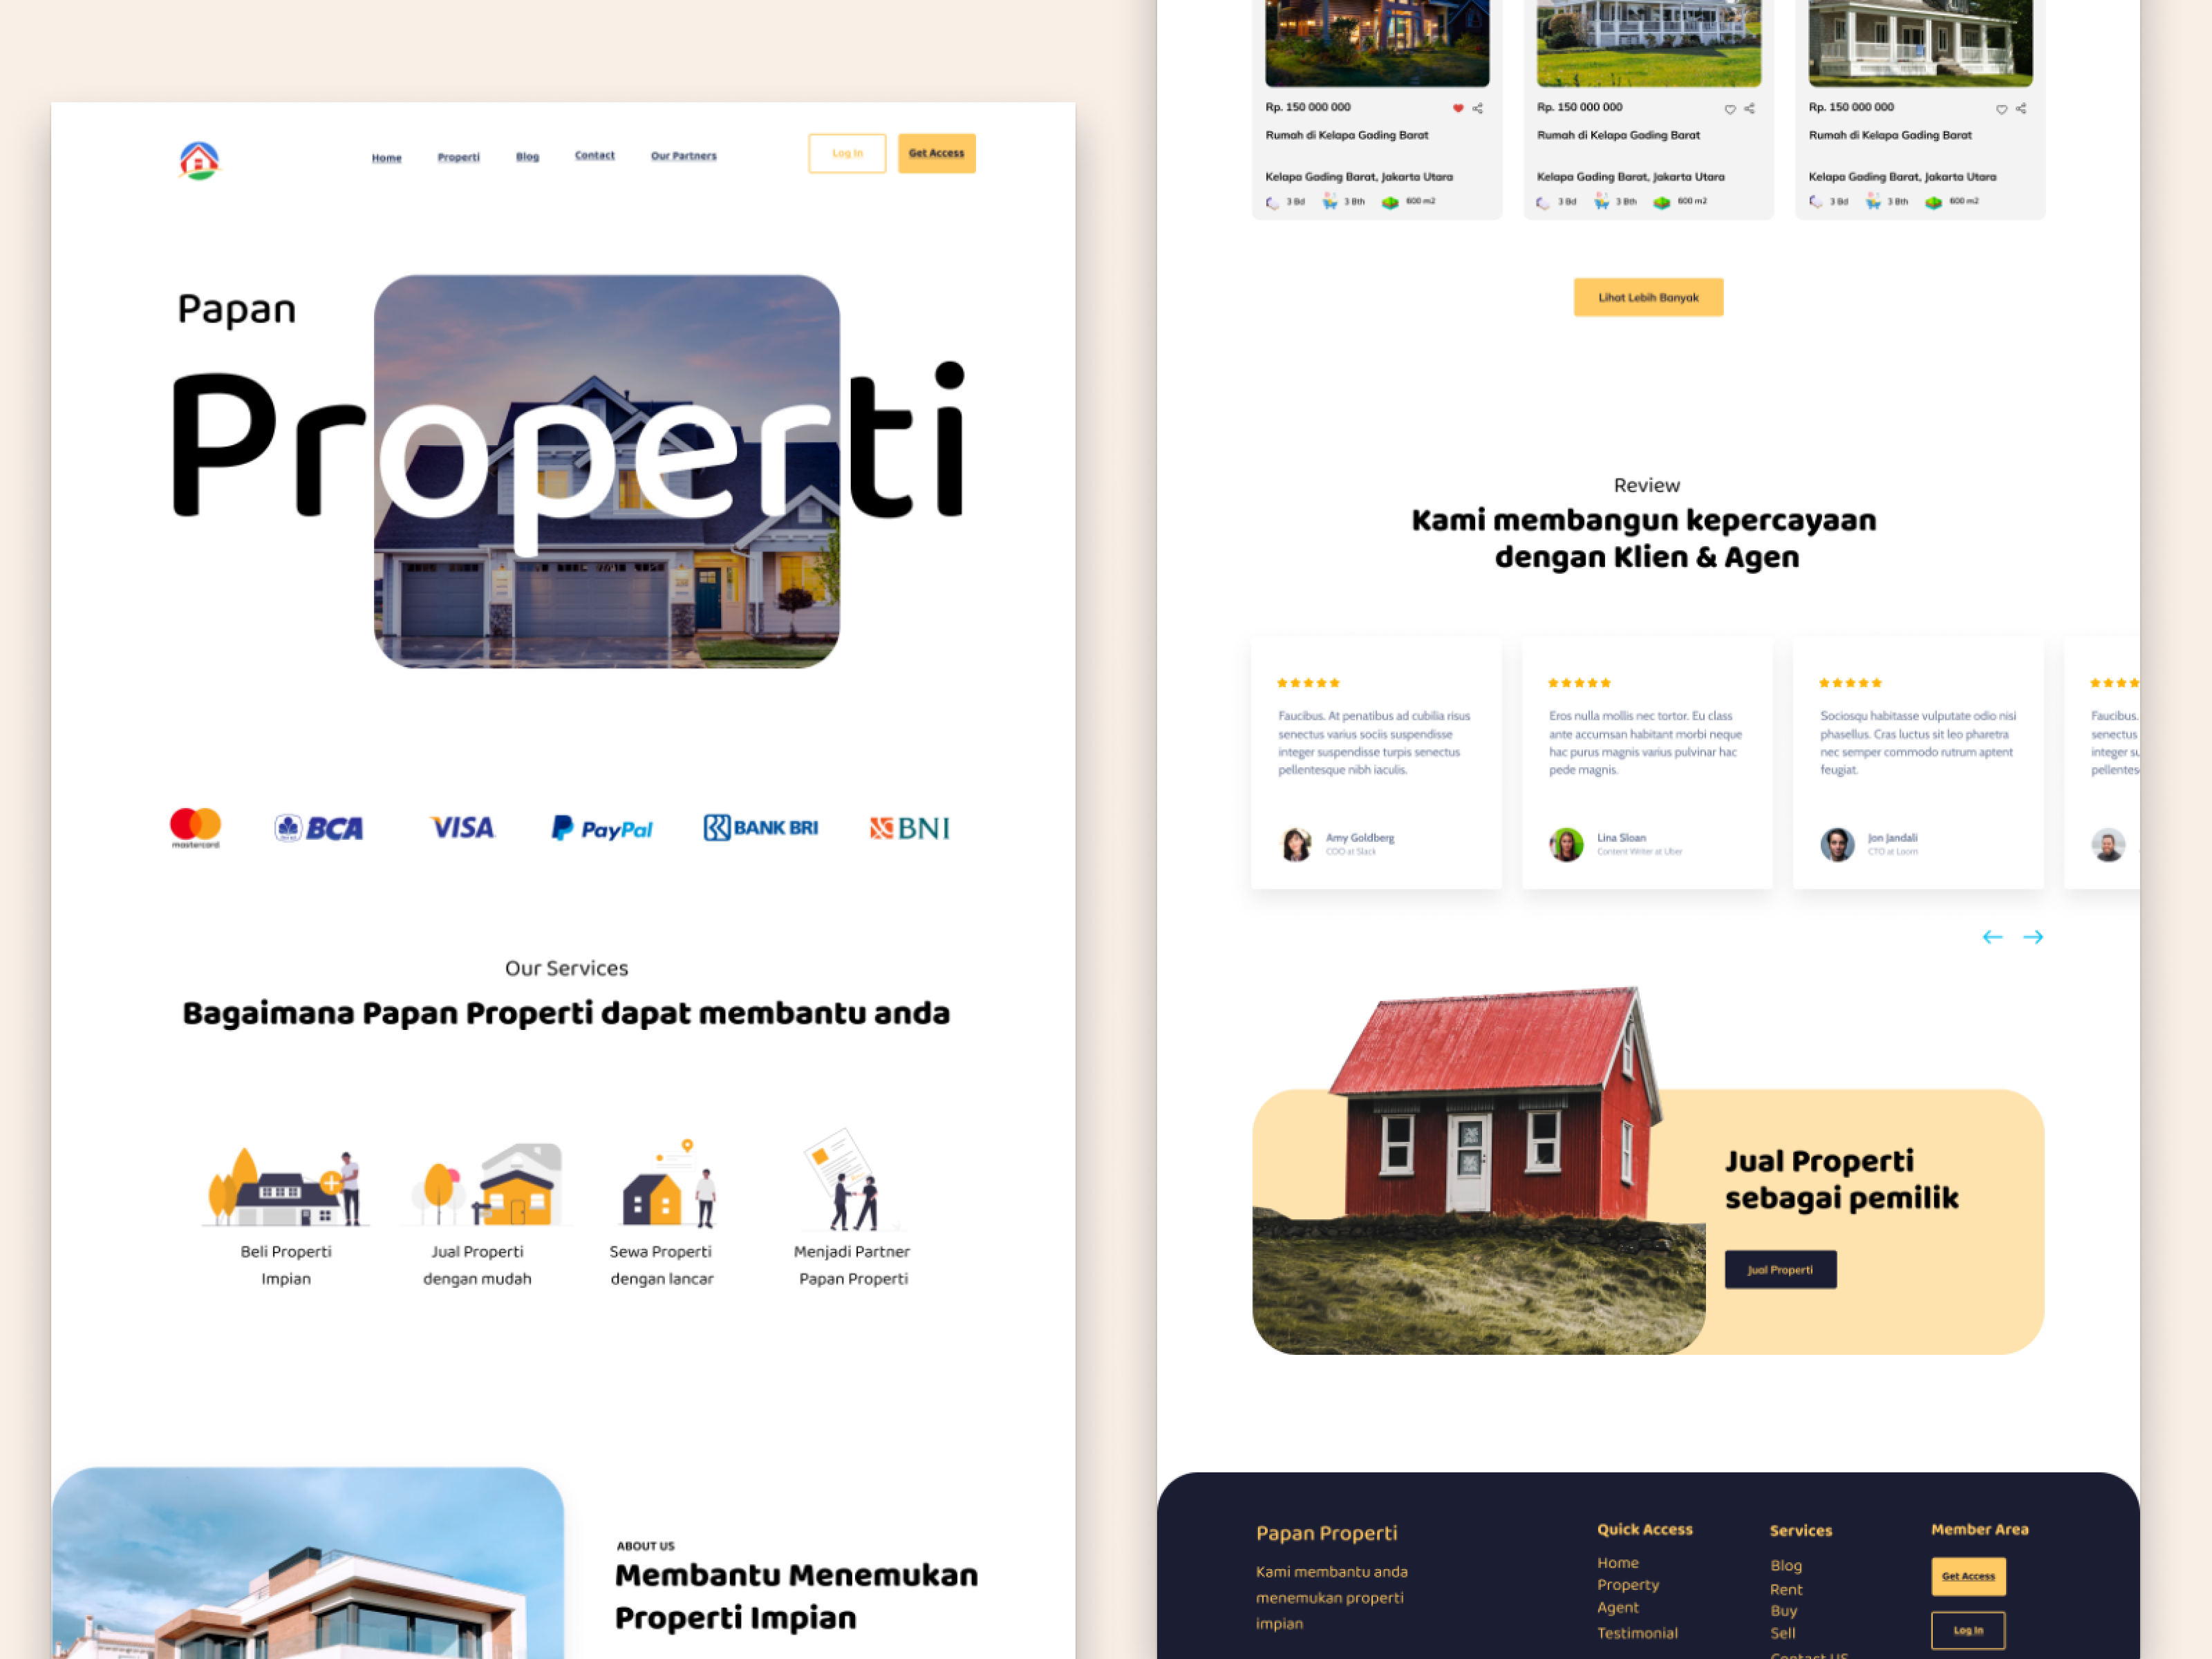 Home
Properti
Blog
Contact
Our Partners
Log In
Get Access
Papan
Properti
mastercard
BCA
VISA
PayPal
BANK BRI
BNI
Our Services
Bagaimana Papan Properti dapat membantu anda
Beli Properti
Impian
Jual Properti
dengan mudah
Sewa Properti
dengan lancar
Menjadi Partner
Papan Properti
ABOUT US
Membantu Menemukan
Properti Impian
Rp. 150 000 000
Rumah di Kelapa Gading Barat
Kelapa Gading Barat, Jakarta Utara
3 Bd
3 Bth
600 m2
Rp. 150 000 000
Rumah di Kelapa Gading Barat
Kelapa Gading Barat, Jakarta Utara
3 Bd
3 Bth
600 m2
Rp. 150 000 000
Rumah di Kelapa Gading Barat
Kelapa Gading Barat, Jakarta Utara
3 Bd
3 Bth
600 m2
Lihat Lebih Banyak
Review
Kami membangun kepercayaan
dengan Klien & Agen
Faucibus. At penatibus ad cubilia risus
senectus varius sociis suspendisse
integer suspendisse turpis senectus
pellentesque nibh iaculis.
Amy Goldberg
COO at Slack
Eros nulla mollis nec tortor. Eu class
ante accumsan habitant morbi neque
hac purus magnis varius pulvinar hac
pede magnis.
Lina Sloan
Content Writer at Uber
Sociosqu habitasse vulputate odio nisi
phasellus. Cras luctus sit leo pharetra
nec semper commodo rutrum aptent
feugiat.
Jon Jandali
CTO at Loom
Faucibus.
senectus
integer su
pellentes
Jual Properti
sebagai pemilik
Jual Properti
Papan Properti
Kami membantu anda
menemukan properti
impian
Quick Access
Home
Property
Agent
Testimonial
Services
Blog
Rent
Buy
Sell
Contact US
Member Area
Get Access
Log In